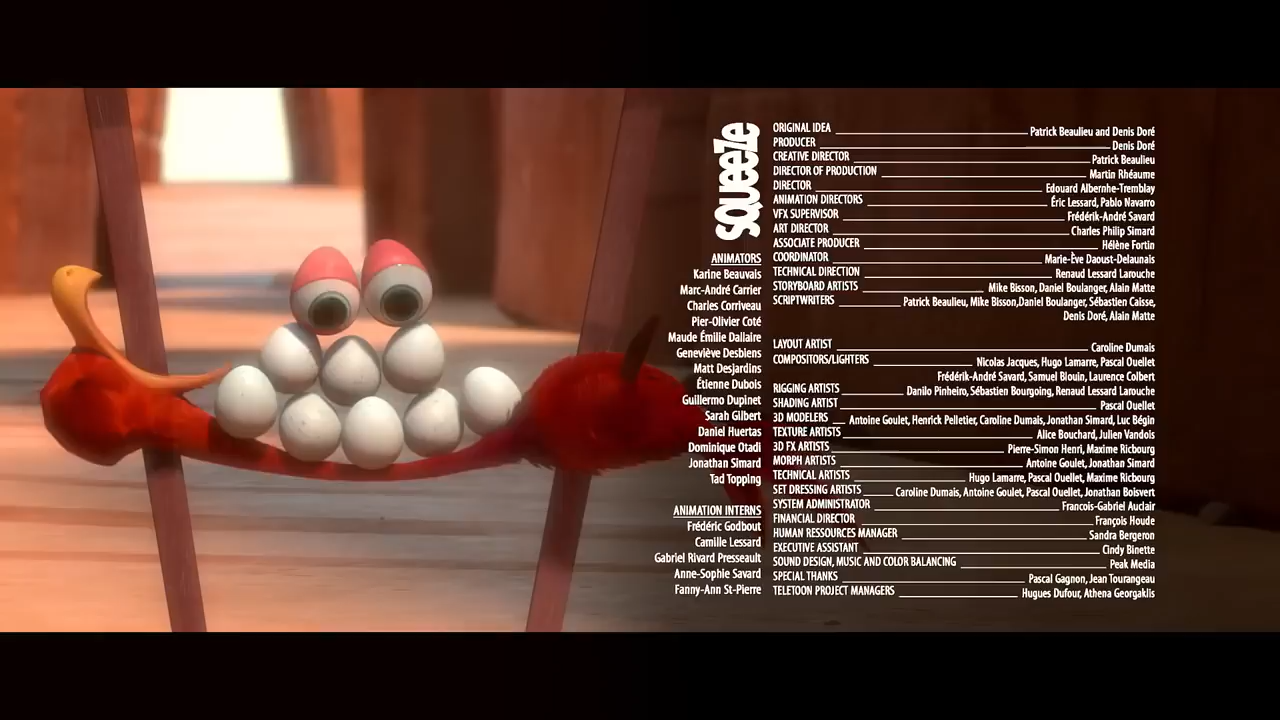 squeeze
ANIMATORS
Karine Beauvais
Marc-André Carrier
Charles Corriveau
Pier-Olivier Coté
Maude Émilie Dallaire
Geneviève Desbiens
Matt Desjardins
Étienne Dubois
Guillermo Dupinet
Sarah Gilbert
Daniel Huertas
Dominique Otadi
Jonathan Simard
Tad Topping
ANIMATION INTERNS
Frédéric Godbout
Camille Lessard
Gabriel Rivard Presseault
Anne-Sophie Savard
Fanny-Ann St-Pierre
ORIGINAL IDEA Patrick Beaulieu and Denis Doré
PRODUCER Denis Doré
CREATIVE DIRECTOR Patrick Beaulieu
DIRECTOR OF PRODUCTION Martin Rhéaume
DIRECTOR Edouard Albernhe-Tremblay
ANIMATION DIRECTORS Éric Lessard, Pablo Navarro
VFX SUPERVISOR Frédérik-André Savard
ART DIRECTOR Charles Philip Simard
ASSOCIATE PRODUCER Hélène Fortin
COORDINATOR Marie-Ève Daoust-Delaunais
TECHNICAL DIRECTION Renaud Lessard Larouche
STORYBOARD ARTISTS Mike Bisson, Daniel Boulanger, Alain Matte
SCRIPTWRITERS Patrick Beaulieu, Mike Bisson,Daniel Boulanger, Sébastien Caisse,
Denis Doré, Alain Matte
LAYOUT ARTIST Caroline Dumais
COMPOSITORS/LIGHTERS Nicolas Jacques, Hugo Lamarre, Pascal Ouellet
Frédérik-André Savard, Samuel Blouin, Laurence Colbert
RIGGING ARTISTS Danilo Pinheiro, Sébastien Bourgoing, Renaud Lessard Larouche
SHADING ARTIST Pascal Ouellet
3D MODELERS Antoine Goulet, Henrick Pelletier, Caroline Dumais, Jonathan Simard, Luc Bégin
TEXTURE ARTISTS Alice Bouchard, Julien Vandois
3D FX ARTISTS Pierre-Simon Henri, Maxime Ricbourg
MORPH ARTISTS Antoine Goulet, Jonathan Simard
TECHNICAL ARTISTS Hugo Lamarre, Pascal Ouellet, Maxime Ricbourg
SET DRESSING ARTISTS Caroline Dumais, Antoine Goulet, Pascal Ouellet, Jonathan Boisvert
SYSTEM ADMINISTRATOR Francois-Gabriel Auclair
FINANCIAL DIRECTOR François Houde
HUMAN RESSOURCES MANAGER Sandra Bergeron
EXECUTIVE ASSISTANT Cindy Binette
SOUND DESIGN, MUSIC AND COLOR BALANCING Peak Media
SPECIAL THANKS Pascal Gagnon, Jean Tourangeau
TELETOON PROJECT MANAGERS Hugues Dufour, Athena Georgaklis